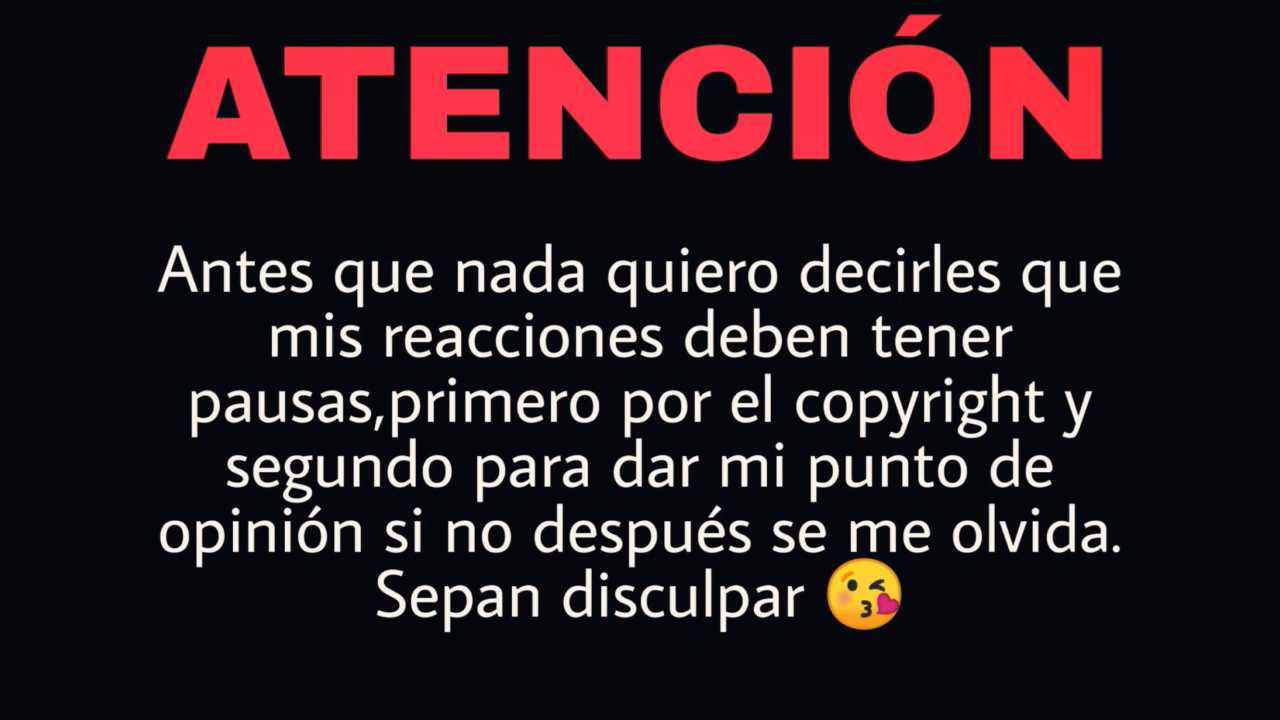 ATENCIÓN
Antes que nada quiero decirles que
mis reacciones deben tener
pausas,primero por el copyright y
segundo para dar mi punto de
opinión si no después se me olvida.
Sepan disculpar 😘